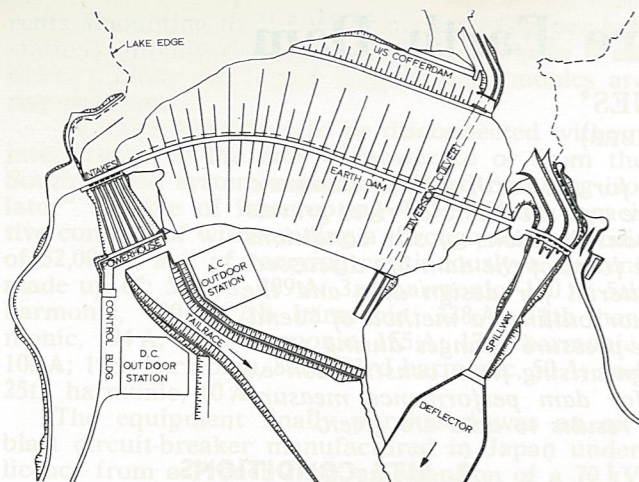 LAKE EDGE
U/S COFFERDAM
INTAKES
EARTH DAM
DIVERSION CULVERT
POWERHOUSE
A.C.
OUTDOOR
STATION
TAILRACE
CONTROL BLDG
D.C.
OUTDOOR
STATION
SPILLWAY
DEFLECTOR